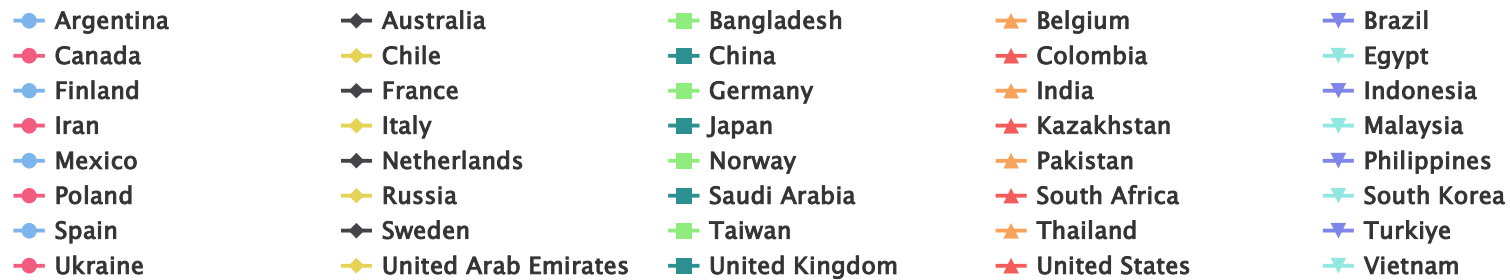 Argentina Australia Bangladesh Belgium Brazil
Canada Chile China Colombia Egypt
Finland France Germany India Indonesia
Iran Italy Japan Kazakhstan Malaysia
Mexico Netherlands Norway Pakistan Philippines
Poland Russia Saudi Arabia South Africa South Korea
Spain Sweden Taiwan Thailand Turkiye
Ukraine United Arab Emirates United Kingdom United States Vietnam